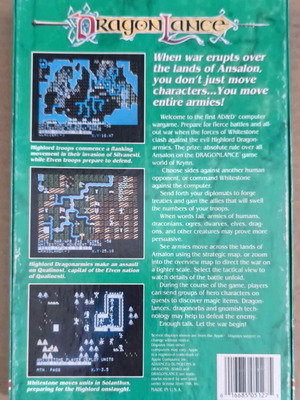 DRAGONLANCE
When war erupts over
the lands of Ansalon,
you don't just move
characters...You move
entire armies!
Highlord troops commence a flanking
movement in their invasion of Silvanesti,
while Elven troops prepare to defend.
Welcome to the first AD&D computer
wargame. Prepare for fierce battles and all-
out war when the forces of Whitestone
clash against the evil Highlord Dragon-
armies. The prize: absolute rule over all
Ansalon on the DRAGONLANCE game
world of Krynn.
Choose sides against another human
opponent, or command Whitestone
against the computer.
Send forth your diplomats to forge
treaties and gain the allies that will swell
the numbers of your troops.
When words fail, armies of humans,
draconians, ogres, dwarves, elves, drag-
ons, and other creatures may prove more
persuasive.
Highlord Dragonarmies make an assault
on Qualinost, capital of the Elven nation
of Qualinesti.
See armies move across the lands of
Ansalon using the strategic map, or zoom
into the overview map to direct the war on
a lighter scale. Select the tactical view to
watch details of the battle unfold.
During the course of the game, players
can send groups of hero characters on
quests to discover magic items. Dragon-
lances, dragonorbs and gnomish tech-
nology may help to defeat the enemy.
Enough talk. Let the war begin!
Whitestone moves units to Solanthus,
preparing for the Highlord onslaught.
MADE IN U.S.A.